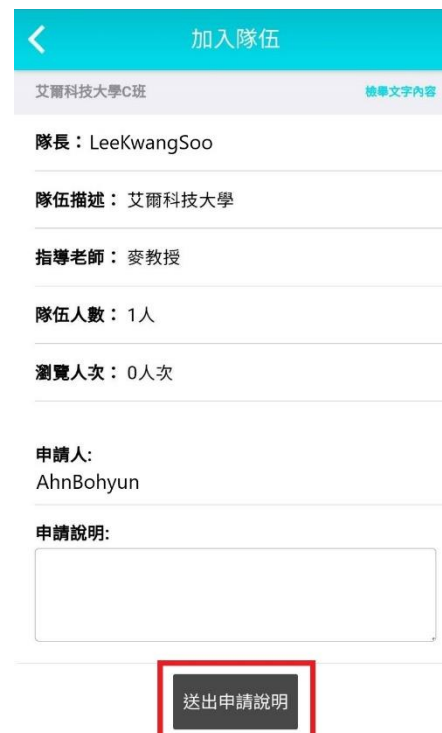 加入隊伍
艾爾科技大學C班 檢舉文字內容
隊長：LeeKwangSoo
隊伍描述：艾爾科技大學
指導老師：麥教授
隊伍人數：1人
瀏覽人次：0人次
申請人:
AhnBohyun
申請說明:
送出申請說明